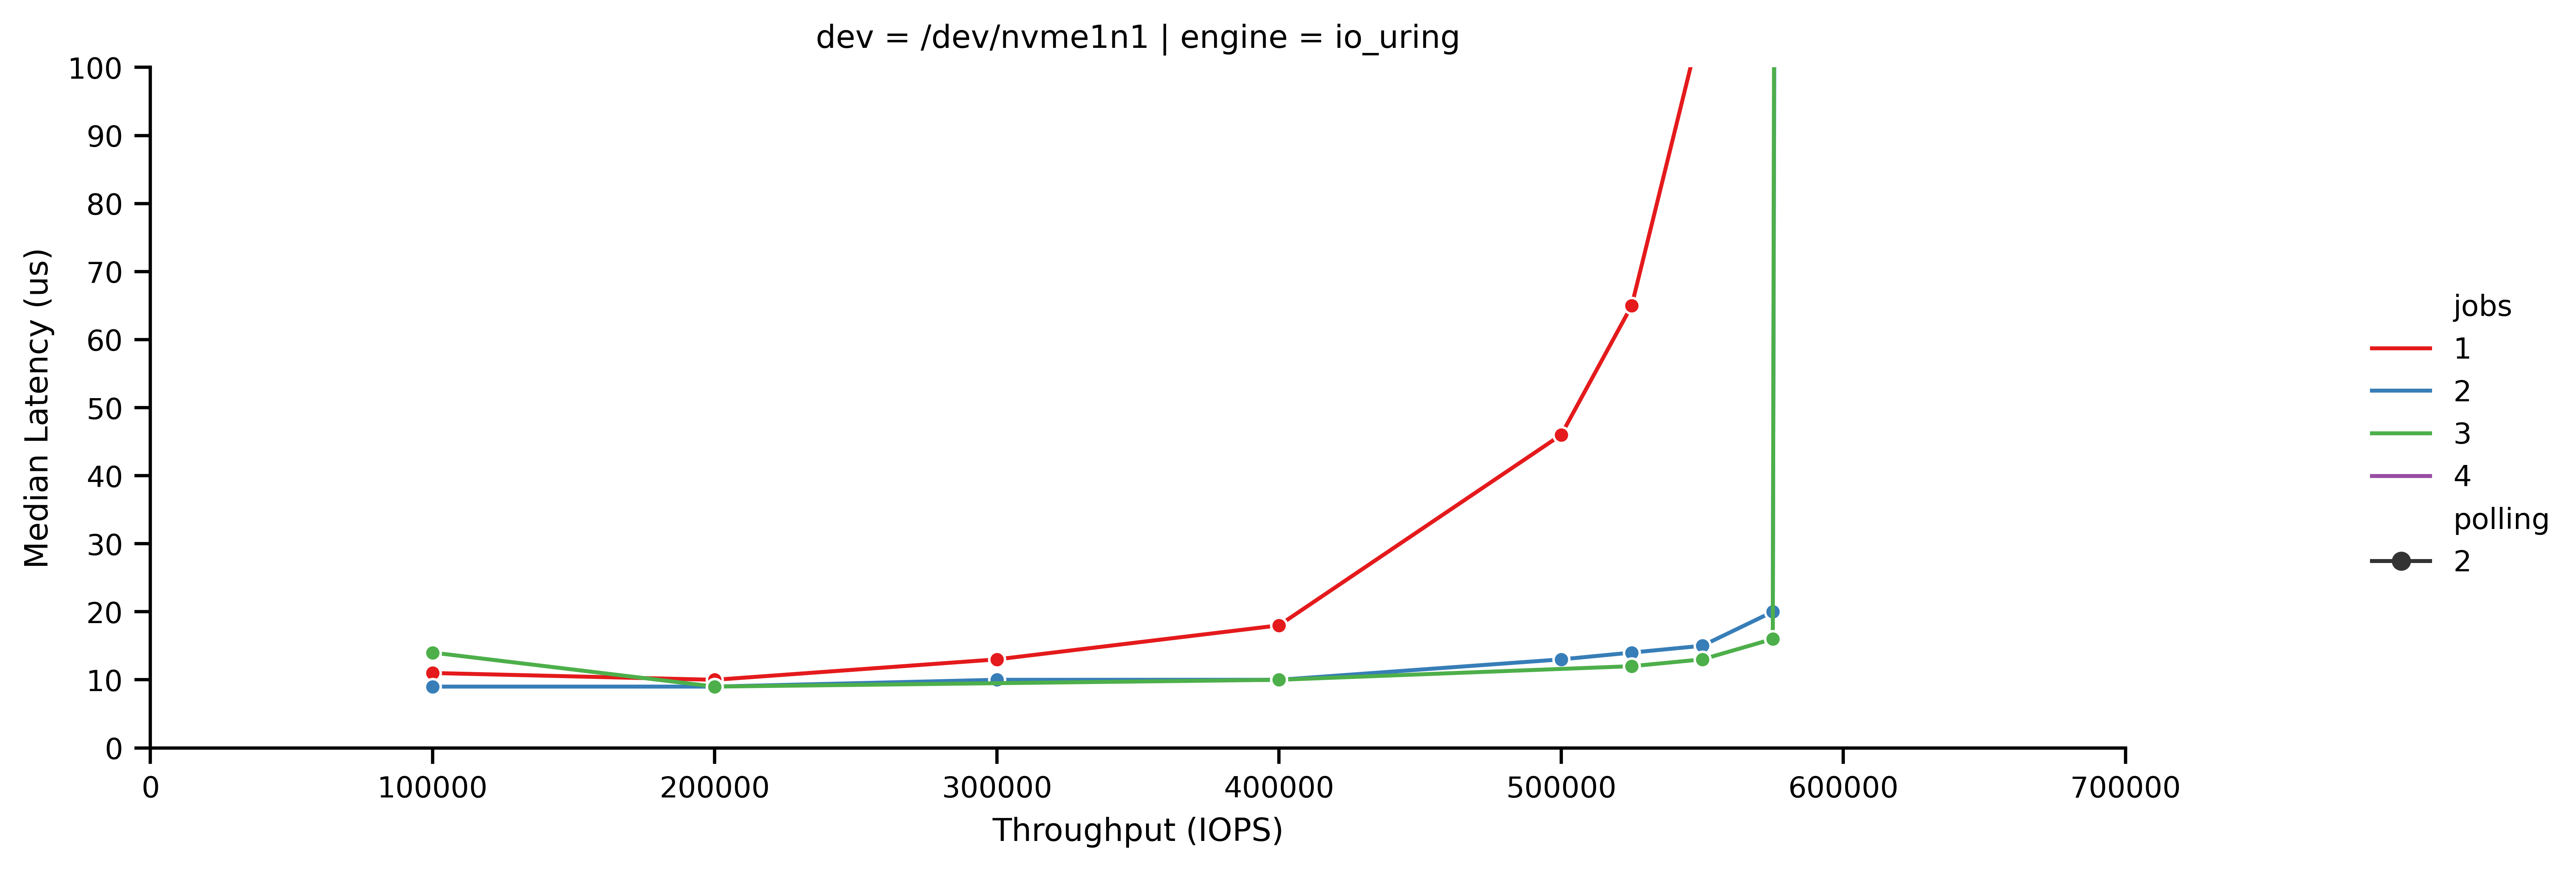 dev = /dev/nvme1n1 | engine = io_uring
100
90
80
70
60
50
40
30
20
10
0
Median Latency (us)
0 100000 200000 300000 400000 500000 600000 700000
Throughput (IOPS)
jobs
1
2
3
4
polling
2